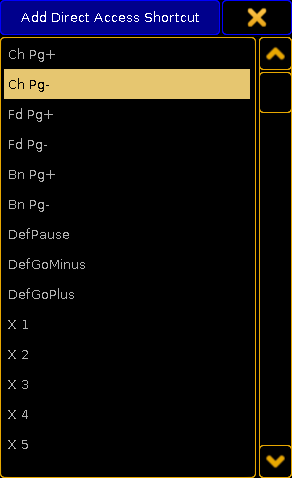 Add Direct Access Shortcut
Ch Pg+
Ch Pg-
Fd Pg+
Fd Pg-
Bn Pg+
Bn Pg-
DefPause
DefGoMinus
DefGoPlus
X 1
X 2
X 3
X 4
X 5